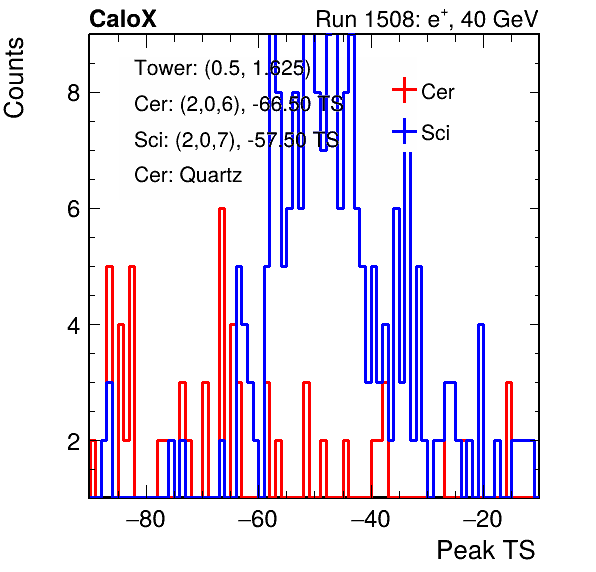 CaloX Run 1508: e+, 40 GeV
Counts
Tower: (0.5, 1.625)
Cer: (2,0,6), -66.50 TS
Sci: (2,0,7), -57.50 TS
Cer: Quartz
Cer
Sci
8
6
4
2
−80 −60 −40 −20
Peak TS